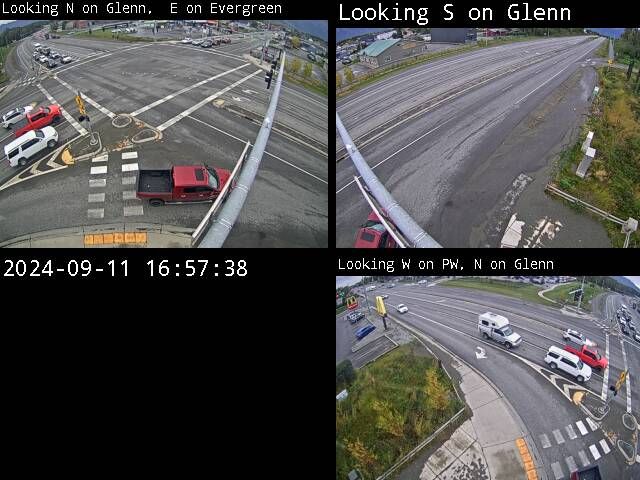 Looking N on Glenn,  E on Evergreen
Looking S on Glenn
2024-09-11 16:57:38
Looking W on PW, N on Glenn